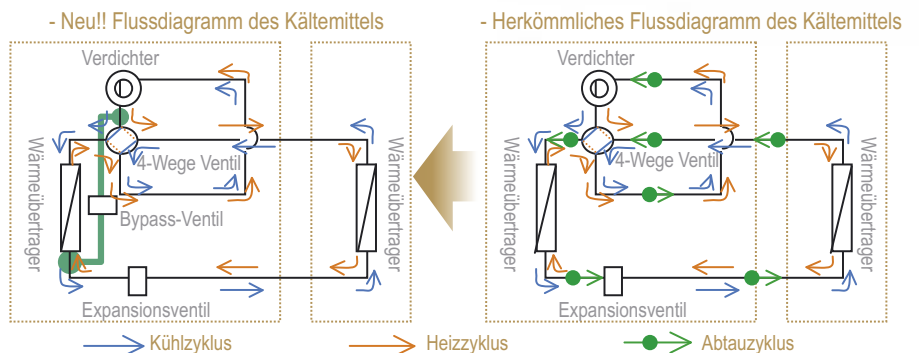 - Neu!! Flussdiagramm des Kältemittels
Verdichter
Wärmeübertrager
4-Wege Ventil
Bypass-Ventil
Wärmeübertrager
Expansionsventil
- Herkömmliches Flussdiagramm des Kältemittels
Verdichter
Wärmeübertrager
4-Wege Ventil
Wärmeübertrager
Expansionsventil
Kühlzyklus
Heizzyklus
Abtauzyklus